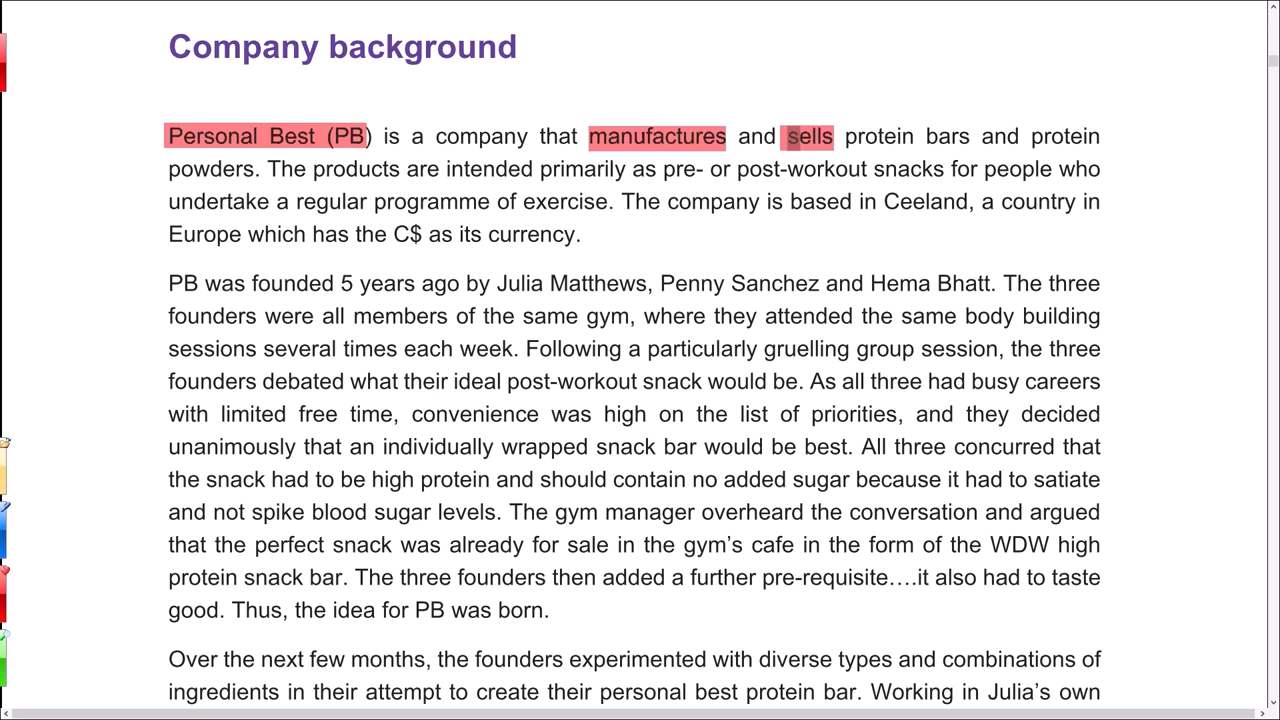 Company background
Personal Best (PB) is a company that manufactures and sells protein bars and protein
powders. The products are intended primarily as pre- or post-workout snacks for people who
undertake a regular programme of exercise. The company is based in Ceeland, a country in
Europe which has the C$ as its currency.
PB was founded 5 years ago by Julia Matthews, Penny Sanchez and Hema Bhatt. The three
founders were all members of the same gym, where they attended the same body building
sessions several times each week. Following a particularly gruelling group session, the three
founders debated what their ideal post-workout snack would be. As all three had busy careers
with limited free time, convenience was high on the list of priorities, and they decided
unanimously that an individually wrapped snack bar would be best. All three concurred that
the snack had to be high protein and should contain no added sugar because it had to satiate
and not spike blood sugar levels. The gym manager overheard the conversation and argued
that the perfect snack was already for sale in the gym’s cafe in the form of the WDW high
protein snack bar. The three founders then added a further pre-requisite….it also had to taste
good. Thus, the idea for PB was born.
Over the next few months, the founders experimented with diverse types and combinations of
ingredients in their attempt to create their personal best protein bar. Working in Julia’s own